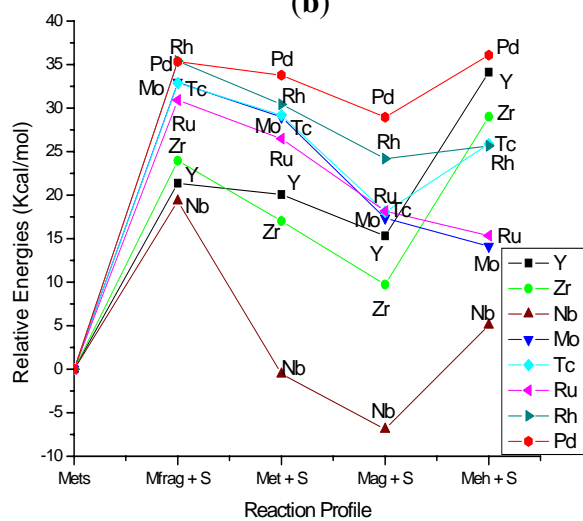 (b)
40
35
30
25
20
15
10
5
0
-5
-10
Relative Energies (Kcal/mol)
Rh
Pd
Mo
Tc
Ru
Zr
Y
Nb
Pd
Rh
Mo
Tc
Ru
Y
Zr
Nb
Pd
Rh
Ru
Tc
Mo
Y
Zr
Nb
Pd
Y
Zr
Tc
Rh
Ru
Mo
Nb
Y
Zr
Nb
Mo
Tc
Ru
Rh
Pd
Mets Mfrag + S Met + S Mag + S Meh + S
Reaction Profile